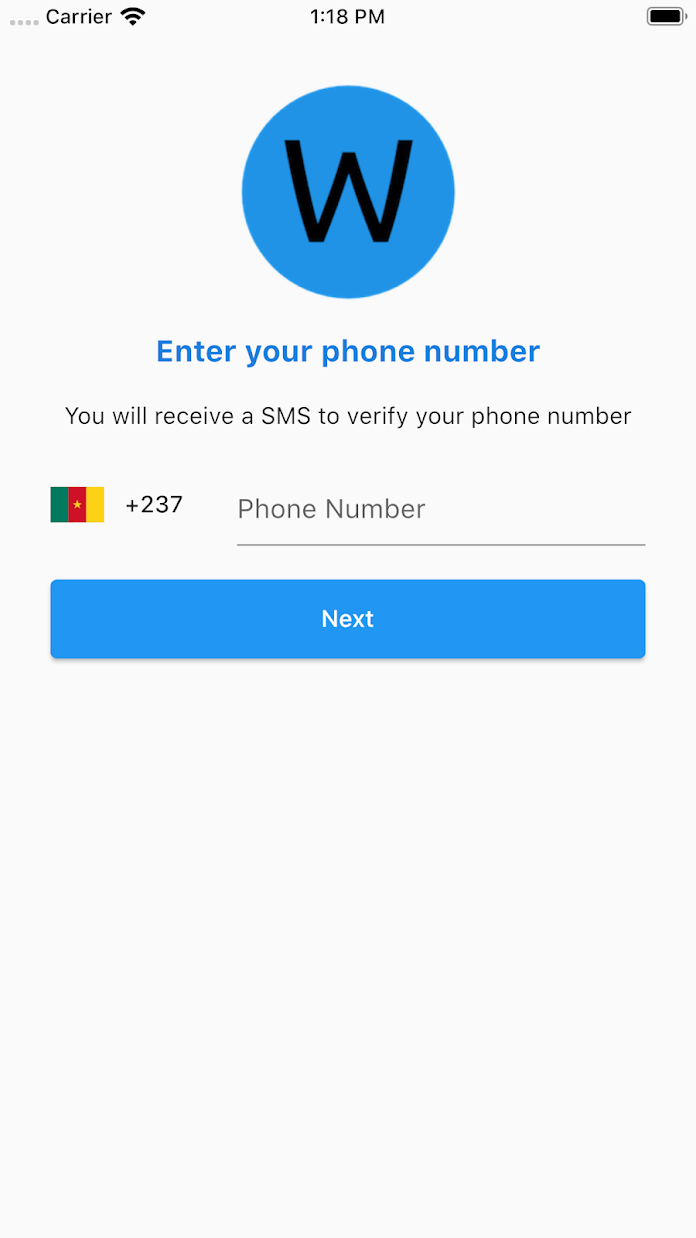 Carrier 1:18 PM
W
Enter your phone number
You will receive a SMS to verify your phone number
+237 Phone Number
Next